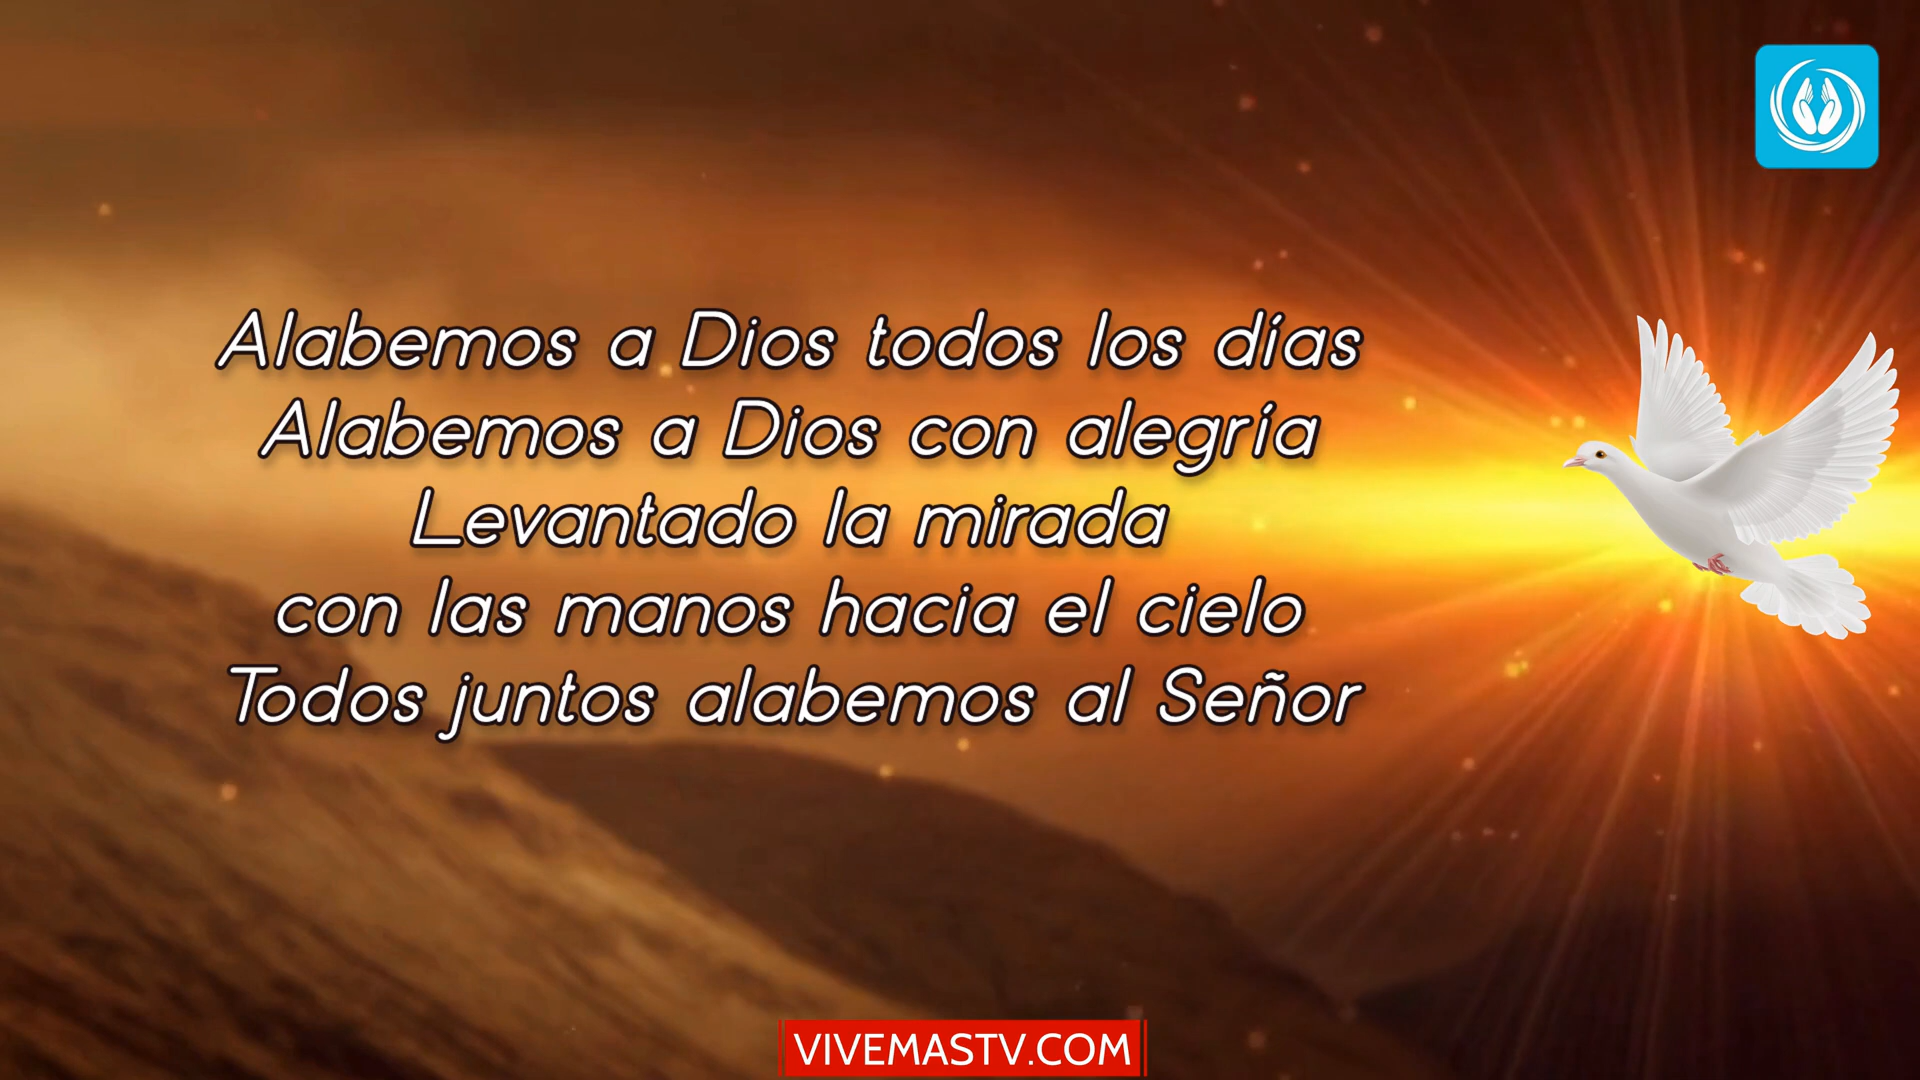 Alabemos a Dios todos los días
Alabemos a Dios con alegría
Levantado la mirada
con las manos hacia el cielo
Todos juntos alabemos al Señor
VIVEMASTV.COM